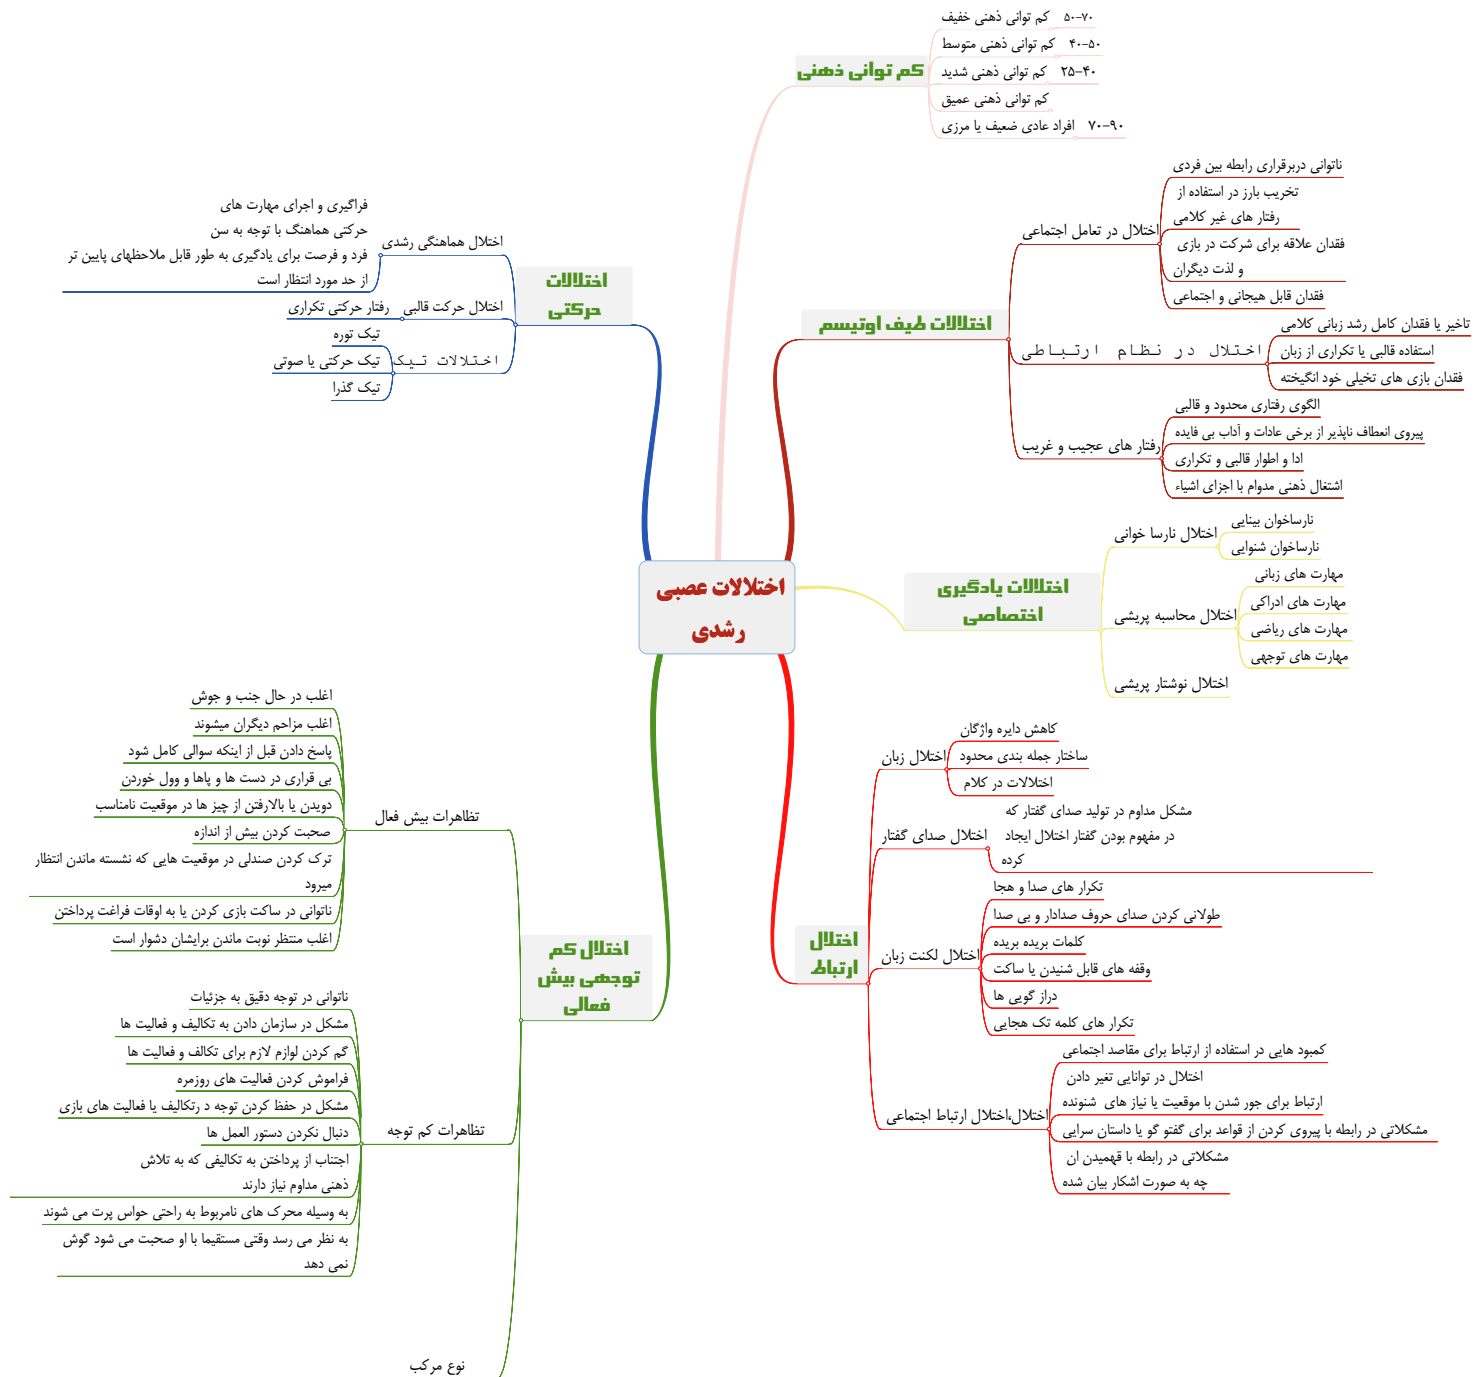 اختلالات عصبی
رشدی
کم توانی ذهنی
کم توانی ذهنی خفیف
۵۰-۷۰
کم توانی ذهنی متوسط
۴۰-۵۰
کم توانی ذهنی شدید
۲۵-۴۰
کم توانی ذهنی عمیق
افراد عادی ضعیف یا مرزی
۷۰-۹۰
اختلالات طیف اوتیسم
اختلال در تعامل اجتماعی
ناتوانی دربرقراری رابطه بین فردی
تخریب بارز در استفاده از
رفتار های غیر کلامی
فقدان علاقه برای شرکت در بازی
و لذت دیگران
فقدان قابل هیجانی و اجتماعی
اختلال در نظام ارتباطی
تاخیر یا فقدان کامل رشد زبانی کلامی
استفاده قالبی یا تکراری از زبان
فقدان بازی های تخیلی خود انگیخته
رفتار های عجیب و غریب
الگوی رفتاری محدود و قالبی
پیروی انعطاف ناپذیر از برخی عادات و آداب بی فایده
ادا و اطوار قالبی و تکراری
اشتغال ذهنی مدوام با اجزای اشیاء
اختلالات یادگیری
اختصاصی
اختلال نارسا خوانی
نارساخوان بینایی
نارساخوان شنوایی
اختلال محاسبه پریشی
مهارت های زبانی
مهارت های ادراکی
مهارت های ریاضی
مهارت های توجهی
اختلال نوشتار پریشی
اختلال
ارتباط
اختلال زبان
کاهش دایره واژگان
ساختار جمله بندی محدود
اختلالات در کلام
اختلال صدای گفتار
مشکل مداوم در تولید صدای گفتار که
در مفهوم بودن گفتار اختلال ایجاد
کرده
اختلال لکنت زبان
تکرار های صدا و هجا
طولانی کردن صدای حروف صدادار و بی صدا
کلمات بریده بریده
وقفه های قابل شنیدن یا ساکت
دراز گویی ها
تکرار های کلمه تک هجایی
اختلال،اختلال ارتباط اجتماعی
کمبود هایی در استفاده از ارتباط برای مقاصد اجتماعی
اختلال در توانایی تغیر دادن
ارتباط برای جور شدن با موقعیت یا نیاز های شنونده
مشکلاتی در رابطه با پیروی کردن از قواعد برای گفتو گو یا داستان سرایی
مشکلاتی در رابطه با قهمیدن ان
چه به صورت اشکار بیان شده
اختلالات
حرکتی
اختلال هماهنگی رشدی
فراگیری و اجرای مهارت های
حرکتی هماهنگ با توجه به سن
فرد و فرصت برای یادگیری به طور قابل ملاحظهای پایین تر
از حد مورد انتظار است
اختلال حرکت قالبی
رفتار حرکتی تکراری
اختلالات تیک
تیک توره
تیک حرکتی یا صوتی
تیک گذرا
اختلال کم
توجهی بیش
فعالی
تظاهرات بیش فعال
اغلب در حال جنب و جوش
اغلب مزاحم دیگران میشوند
پاسخ دادن قبل از اینکه سوالی کامل شود
بی قراری در دست ها و پاها و وول خوردن
دویدن یا بالارفتن از چیز ها در موقعیت نامناسب
صحبت کردن بیش از اندازه
ترک کردن صندلی در موقعیت هایی که نشسته ماندن انتظار
میرود
ناتوانی در ساکت بازی کردن یا به اوقات فراغت پرداختن
اغلب منتظر نوبت ماندن برایشان دشوار است
تظاهرات کم توجه
ناتوانی در توجه دقیق به جزئیات
مشکل در سازمان دادن به تکالیف و فعالیت ها
گم کردن لوازم لازم برای تکالف و فعالیت ها
فراموش کردن فعالیت های روزمره
مشکل در حفظ کردن توجه د رتکالیف یا فعالیت های بازی
دنبال نکردن دستور العمل ها
اجتناب از پرداختن به تکالیفی که به تلاش
ذهنی مداوم نیاز دارند
به وسیله محرک های نامربوط به راحتی حواس پرت می شوند
به نظر می رسد وقتی مستقیما با او صحبت می شود گوش
نمی دهد
نوع مرکب